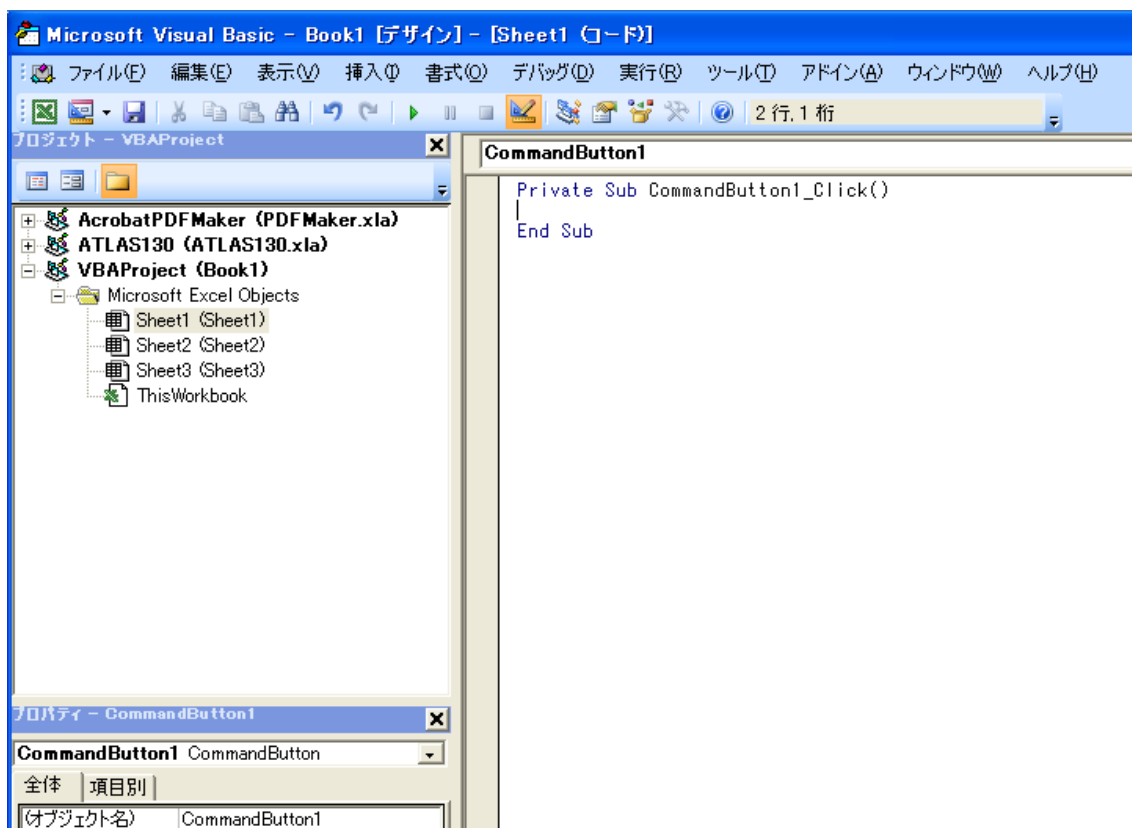 Microsoft Visual Basic - Book1 [デザイン] - [Sheet1 (コード)]
ファイル(F) 編集(E) 表示(V) 挿入(I) 書式(O) デバッグ(D) 実行(R) ツール(T) アドイン(A) ウィンドウ(W) ヘルプ(H)
2 行, 1 桁
プロジェクト - VBAProject
AcrobatPDFMaker (PDFMaker.xla)
ATLAS130 (ATLAS130.xla)
VBAProject (Book1)
Microsoft Excel Objects
Sheet1 (Sheet1)
Sheet2 (Sheet2)
Sheet3 (Sheet3)
ThisWorkbook
プロパティ - CommandButton1
CommandButton1 CommandButton
全体 項目別
(オブジェクト名) CommandButton1
CommandButton1
Private Sub CommandButton1_Click()
End Sub